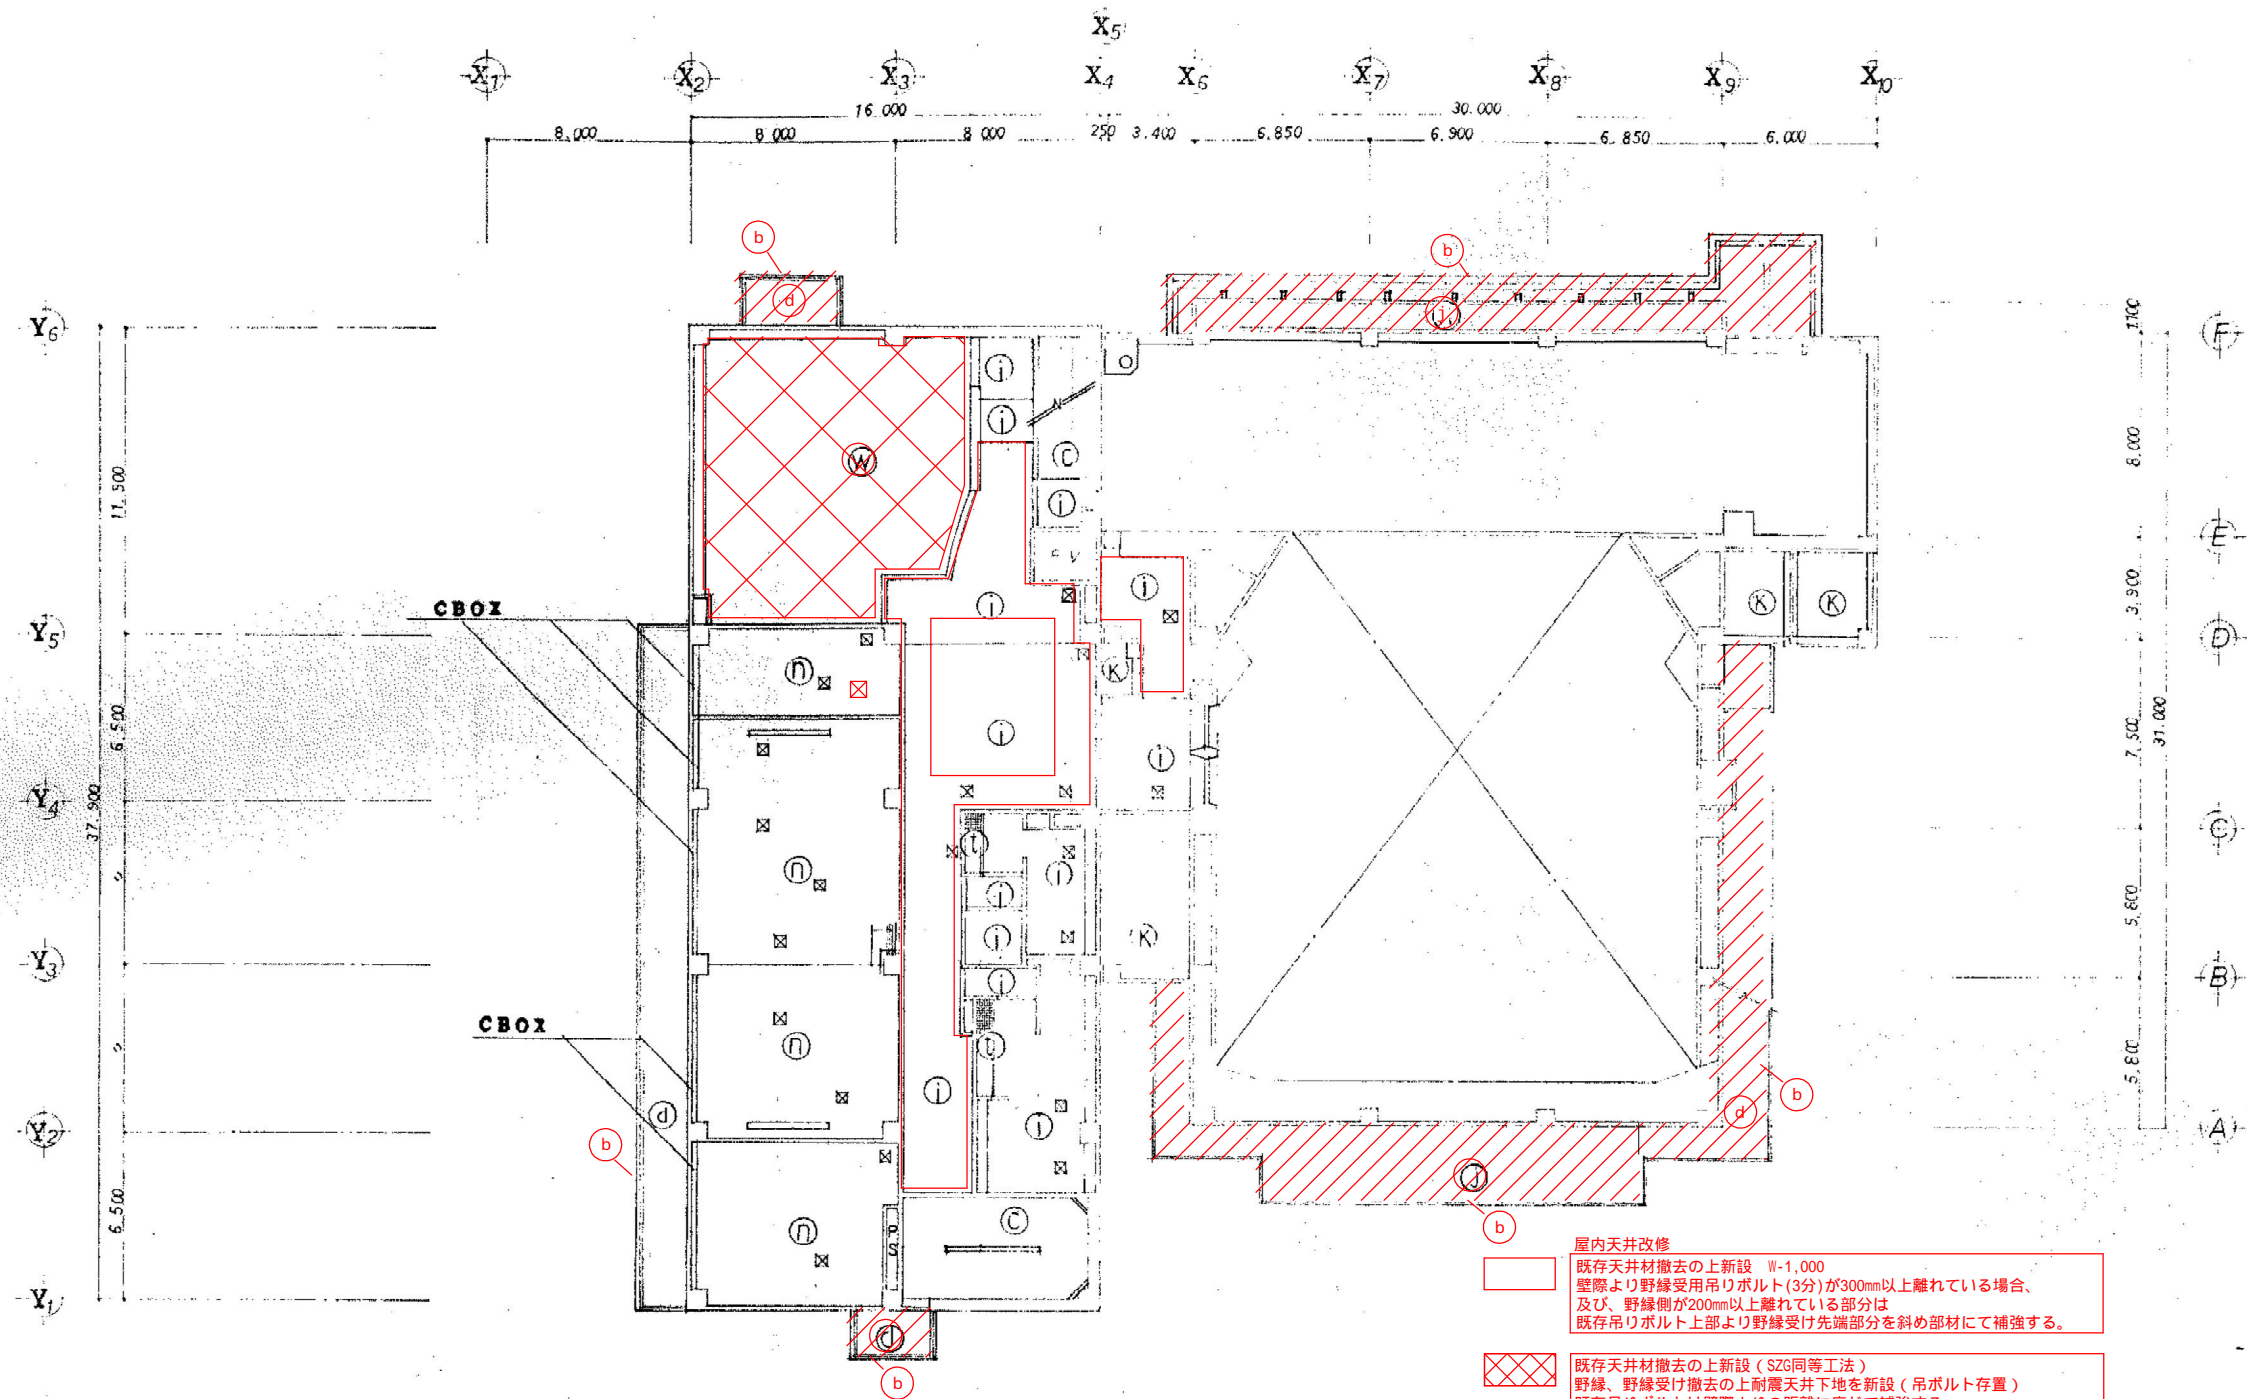 X5
X1 X2 X3 X4 X6 X7 X8 X9 X10
16.000 30.000
8,000 8 000 8 000 250 3.400 6,850 6.900 6,850 6,000
b b
d
j
Y6 1100 F
j O
j
11,500 W C 8,000
j
E V E
j 3,900
CBOX j K K
Y5 D
n K
6,500 j 7,500
j 31.000
Y4
37,900
t C
n j j
〃 j K 5,800
Y3 B
j
CBOX
n t
〃 j 5,800
b
d d
Y2 j A
b
j
6,500 C b
n P
S
Y1
d
b
屋内天井改修
既存天井材撤去の上新設 W-1,000
壁際より野縁受用吊りボルト(3分)が300mm以上離れている場合、
及び、野縁側が200mm以上離れている部分は
既存吊りボルト上部より野縁受け先端部分を斜め部材にて補強する。
既存天井材撤去の上新設（SZG同等工法）
野縁、野縁受け撤去の上耐震天井下地を新設（吊ボルト存置）